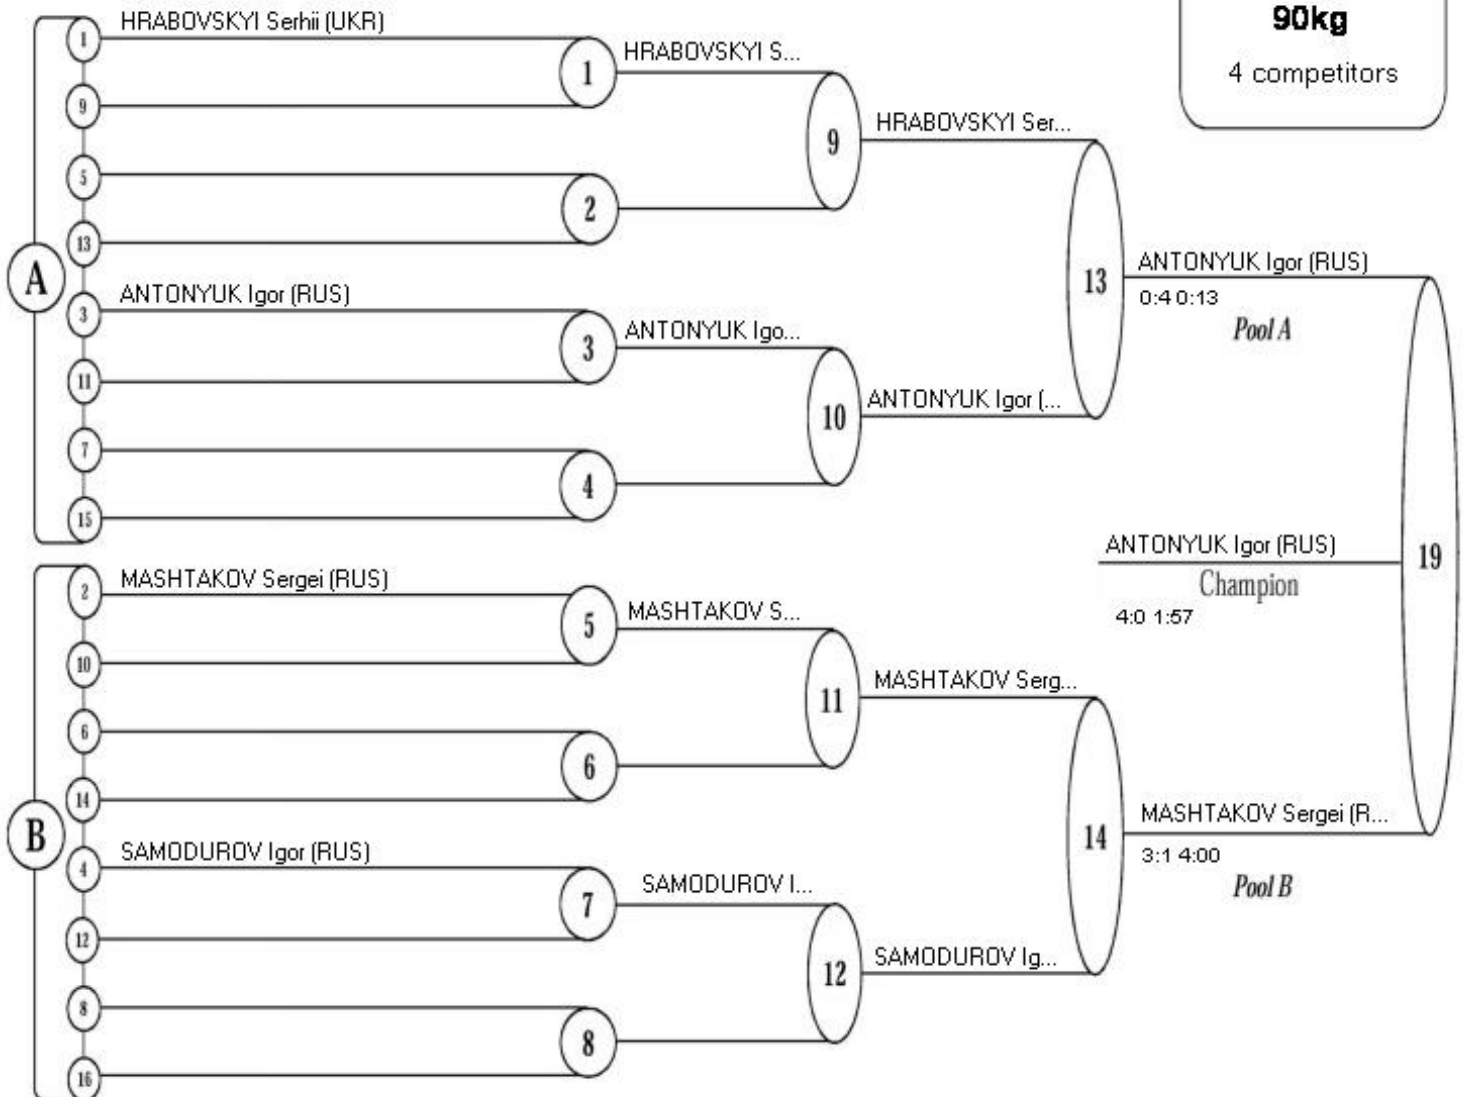 90kg
4 competitors
A
1
HRABOVSKYI Serhii (UKR)
9
5
13
3
ANTONYUK Igor (RUS)
11
7
15
B
2
MASHTAKOV Sergei (RUS)
10
6
14
4
SAMODUROV Igor (RUS)
12
8
16
1
HRABOVSKYI S...
2
3
ANTONYUK Igo...
4
5
MASHTAKOV S...
6
7
SAMODUROV I...
8
9
HRABOVSKYI Ser...
10
ANTONYUK Igor (...
11
MASHTAKOV Serg...
12
SAMODUROV Ig...
13
ANTONYUK Igor (RUS)
0:4 0:13
Pool A
14
MASHTAKOV Sergei (R...
3:1 4:00
Pool B
19
ANTONYUK Igor (RUS)
Champion
4:0 1:57